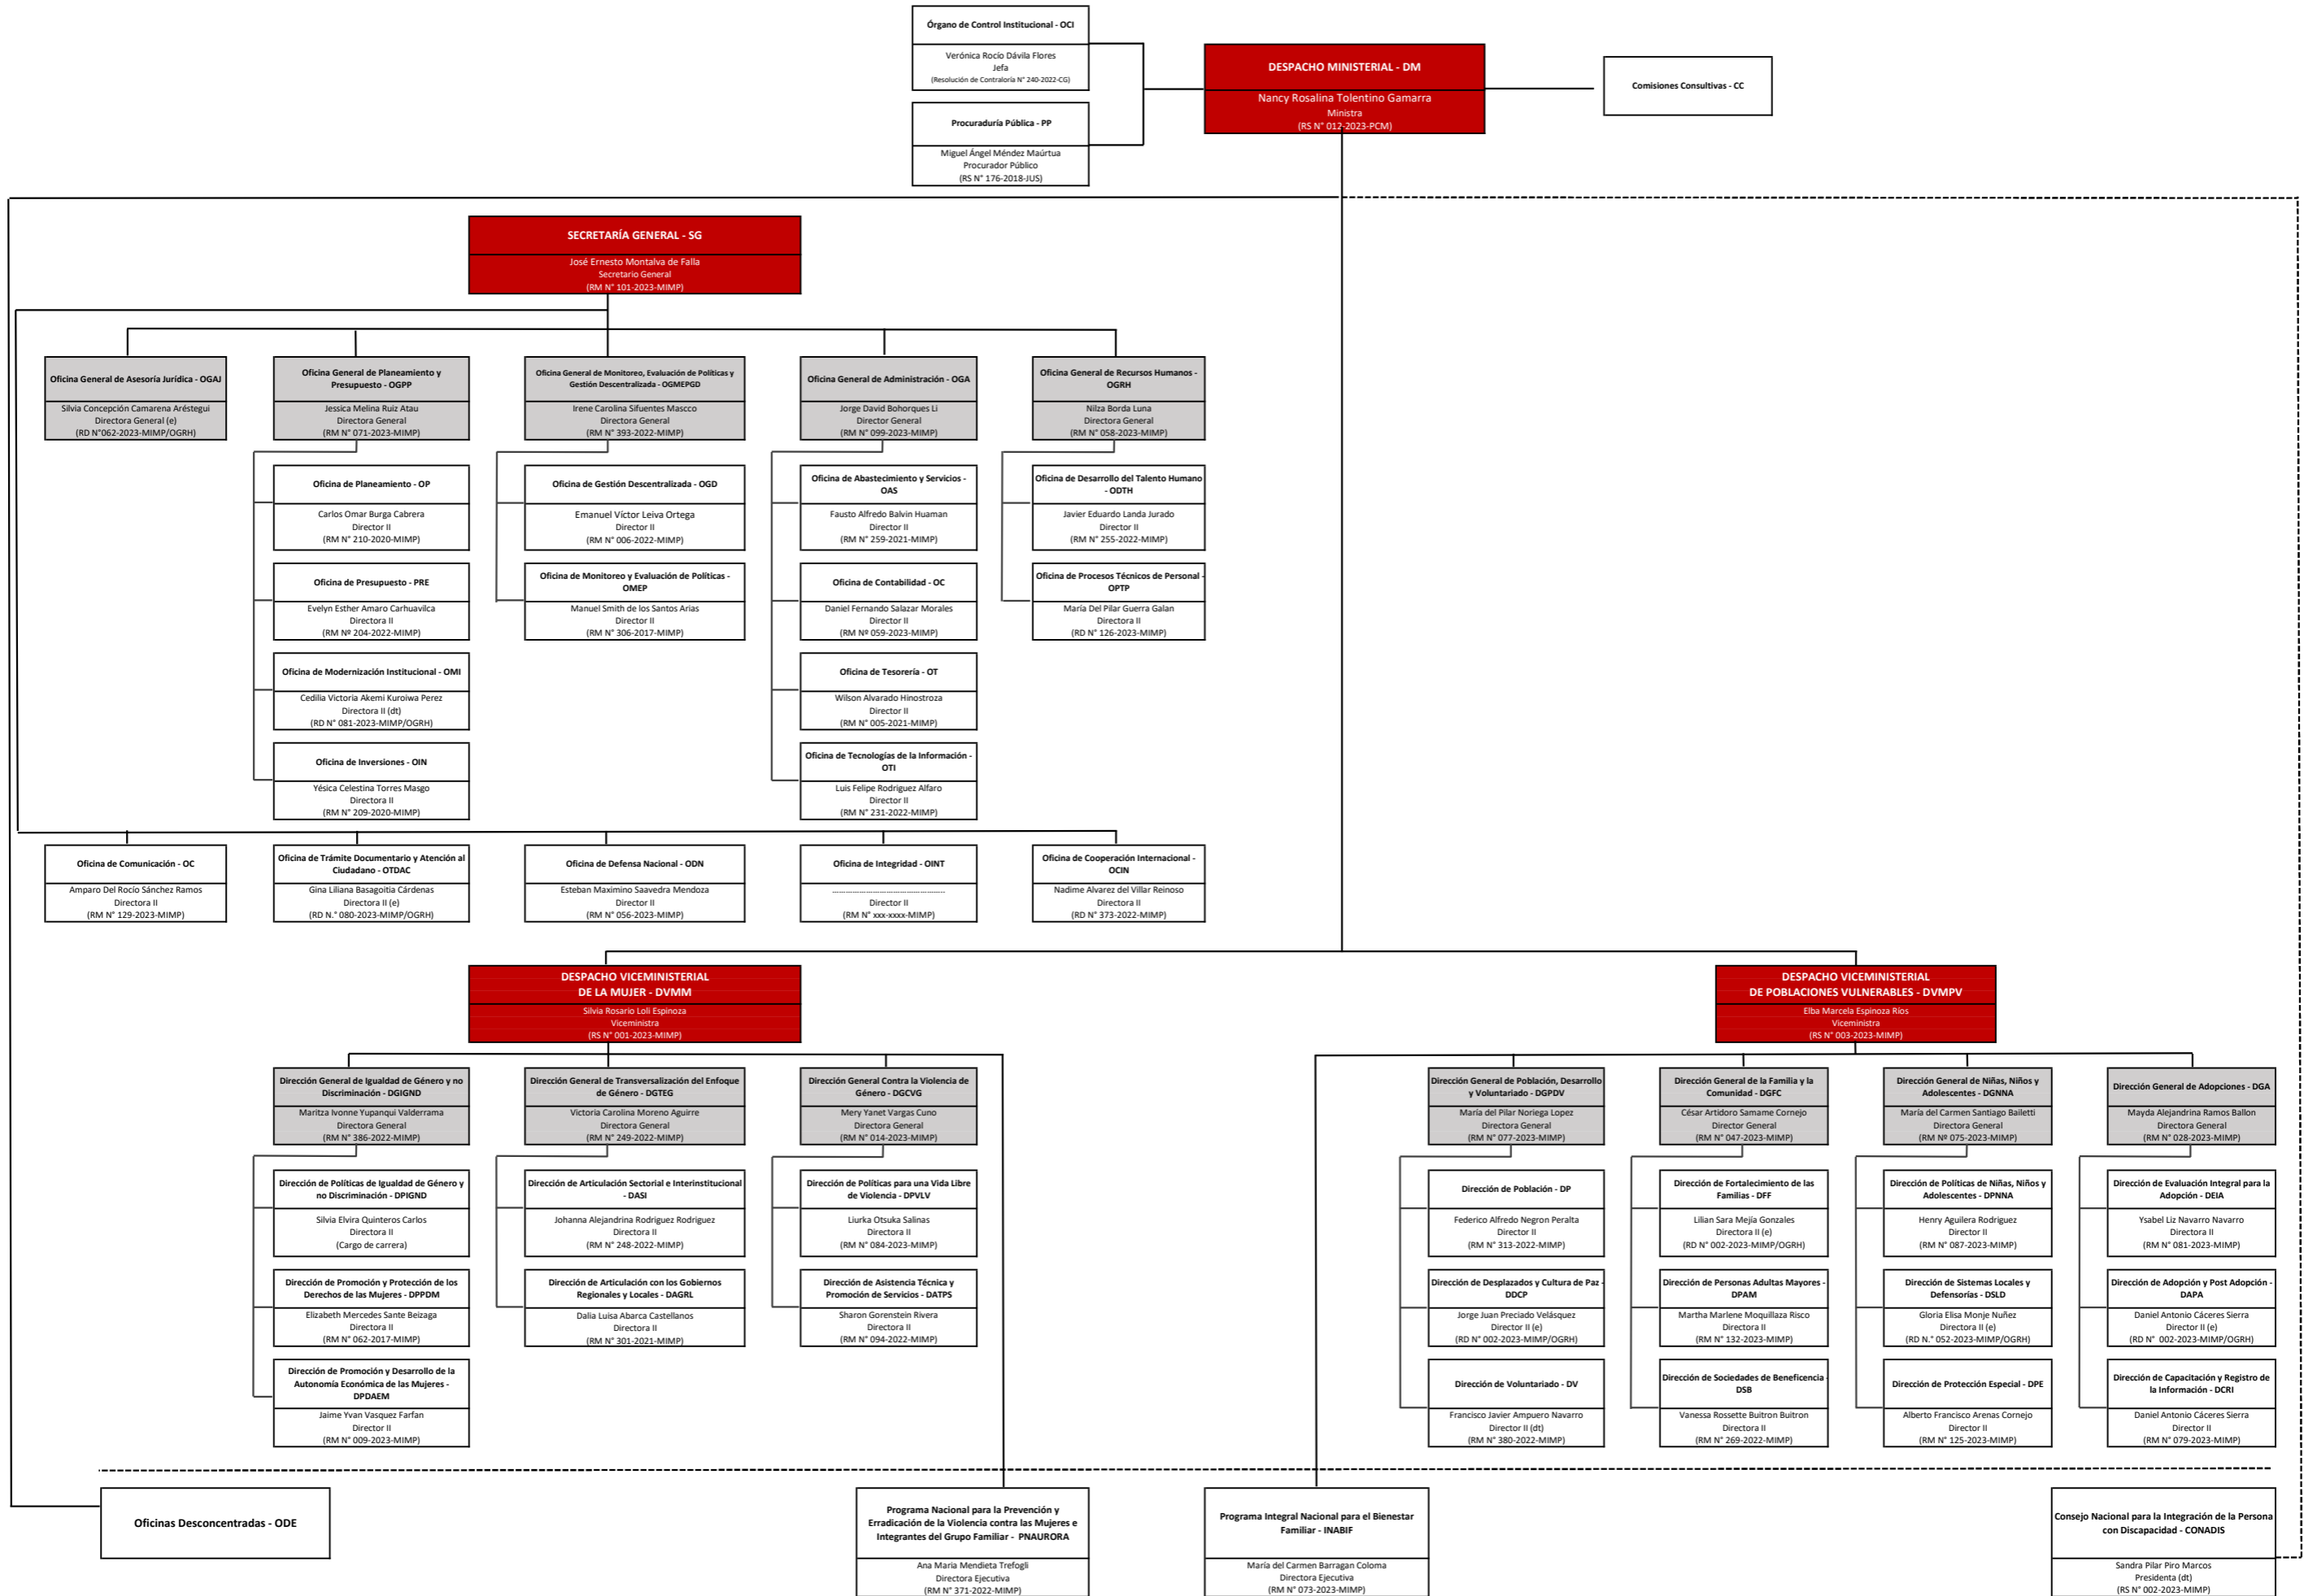 Órgano de Control Institucional - OCI
Verónica Rocío Dávila Flores
Jefa
(Resolución de Contraloría N° 240-2022-CG)
DESPACHO MINISTERIAL - DM
Nancy Rosalina Tolentino Gamarra
Ministra
(RS N° 012-2023-PCM)
Comisiones Consultivas - CC
Procuraduría Pública - PP
Miguel Ángel Méndez Maúrtua
Procurador Público
(RS N° 176-2018-JUS)
SECRETARÍA GENERAL - SG
José Ernesto Montalva de Falla
Secretario General
(RM N° 101-2023-MIMP)
Oficina General de Asesoría Jurídica - OGAJ
Silvia Concepción Camarena Aréstegui
Directora General (e)
(RD N°062-2023-MIMP/OGRH)
Oficina General de Planeamiento y
Presupuesto - OGPP
Jessica Melina Ruiz Atau
Directora General
(RM N° 071-2023-MIMP)
Oficina General de Monitoreo, Evaluación de Políticas y
Gestión Descentralizada - OGMEPGD
Irene Carolina Sifuentes Mascco
Directora General
(RM N° 393-2022-MIMP)
Oficina General de Administración - OGA
Jorge David Bohorques Li
Director General
(RM N° 099-2023-MIMP)
Oficina General de Recursos Humanos -
OGRH
Nilza Borda Luna
Directora General
(RM N° 058-2023-MIMP)
Oficina de Planeamiento - OP
Carlos Omar Burga Cabrera
Director II
(RM N° 210-2020-MIMP)
Oficina de Gestión Descentralizada - OGD
Emanuel Víctor Leiva Ortega
Director II
(RM N° 006-2022-MIMP)
Oficina de Abastecimiento y Servicios -
OAS
Fausto Alfredo Balvin Huaman
Director II
(RM N° 259-2021-MIMP)
Oficina de Desarrollo del Talento Humano
- ODTH
Javier Eduardo Landa Jurado
Director II
(RM N° 255-2022-MIMP)
Oficina de Presupuesto - PRE
Evelyn Esther Amaro Carhuavilca
Directora II
(RM Nº 204-2022-MIMP)
Oficina de Monitoreo y Evaluación de Políticas -
OMEP
Manuel Smith de los Santos Arias
Director II
(RM N° 306-2017-MIMP)
Oficina de Contabilidad - OC
Daniel Fernando Salazar Morales
Director II
(RM Nº 059-2023-MIMP)
Oficina de Procesos Técnicos de Personal -
OPTP
María Del Pilar Guerra Galan
Directora II
(RD N° 126-2023-MIMP)
Oficina de Modernización Institucional - OMI
Cedilia Victoria Akemi Kuroiwa Perez
Directora II (dt)
(RD N° 081-2023-MIMP/OGRH)
Oficina de Tesorería - OT
Wilson Alvarado Hinostroza
Director II
(RM N° 005-2021-MIMP)
Oficina de Inversiones - OIN
Yésica Celestina Torres Masgo
Directora II
(RM N° 209-2020-MIMP)
Oficina de Tecnologías de la Información -
OTI
Luis Felipe Rodriguez Alfaro
Director II
(RM N° 231-2022-MIMP)
Oficina de Comunicación - OC
Amparo Del Rocío Sánchez Ramos
Directora II
(RM N° 129-2023-MIMP)
Oficina de Trámite Documentario y Atención al
Ciudadano - OTDAC
Gina Liliana Basagoitia Cárdenas
Directora II (e)
(RD N.° 080-2023-MIMP/OGRH)
Oficina de Defensa Nacional - ODN
Esteban Maximino Saavedra Mendoza
Director II
(RM N° 056-2023-MIMP)
Oficina de Integridad - OINT
................................................
Director II
(RM N° xxx-xxxx-MIMP)
Oficina de Cooperación Internacional -
OCIN
Nadime Alvarez del Villar Reinoso
Directora II
(RD N° 373-2022-MIMP)
DESPACHO VICEMINISTERIAL
DE LA MUJER - DVMM
Silvia Rosario Loli Espinoza
Viceministra
(RS N° 001-2023-MIMP)
DESPACHO VICEMINISTERIAL
DE POBLACIONES VULNERABLES - DVMPV
Elba Marcela Espinoza Ríos
Viceministra
(RS N° 003-2023-MIMP)
Dirección General de Igualdad de Género y no
Discriminación - DGIGND
Maritza Ivonne Yupanqui Valderrama
Directora General
(RM N° 386-2022-MIMP)
Dirección General de Transversalización del Enfoque
de Género - DGTEG
Victoria Carolina Moreno Aguirre
Directora General
(RM N° 249-2022-MIMP)
Dirección General Contra la Violencia de
Género - DGCVG
Mery Yanet Vargas Cuno
Directora General
(RM N° 014-2023-MIMP)
Dirección General de Población, Desarrollo
y Voluntariado - DGPDV
María del Pilar Noriega Lopez
Directora General
(RM N° 077-2023-MIMP)
Dirección General de la Familia y la
Comunidad - DGFC
César Artidoro Samame Cornejo
Director General
(RM N° 047-2023-MIMP)
Dirección General de Niñas, Niños y
Adolescentes - DGNNA
María del Carmen Santiago Bailetti
Directora General
(RM Nº 075-2023-MIMP)
Dirección General de Adopciones - DGA
Mayda Alejandrina Ramos Ballon
Directora General
(RM N° 028-2023-MIMP)
Dirección de Políticas de Igualdad de Género y
no Discriminación - DPIGND
Silvia Elvira Quinteros Carlos
Directora II
(Cargo de carrera)
Dirección de Articulación Sectorial e Interinstitucional
- DASI
Johanna Alejandrina Rodriguez Rodriguez
Directora II
(RM N° 248-2022-MIMP)
Dirección de Políticas para una Vida Libre
de Violencia - DPVLV
Liurka Otsuka Salinas
Directora II
(RM N° 084-2023-MIMP)
Dirección de Población - DP
Federico Alfredo Negron Peralta
Director II
(RM N° 313-2022-MIMP)
Dirección de Fortalecimiento de las
Familias - DFF
Lilian Sara Mejía Gonzales
Directora II (e)
(RD N° 002-2023-MIMP/OGRH)
Dirección de Políticas de Niñas, Niños y
Adolescentes - DPNNA
Henry Aguilera Rodriguez
Director II
(RM N° 087-2023-MIMP)
Dirección de Evaluación Integral para la
Adopción - DEIA
Ysabel Liz Navarro Navarro
Directora II
(RM N° 081-2023-MIMP)
Dirección de Promoción y Protección de los
Derechos de las Mujeres - DPPDM
Elizabeth Mercedes Sante Beizaga
Directora II
(RM N° 062-2017-MIMP)
Dirección de Articulación con los Gobiernos
Regionales y Locales - DAGRL
Dalia Luisa Abarca Castellanos
Directora II
(RM N° 301-2021-MIMP)
Dirección de Asistencia Técnica y
Promoción de Servicios - DATPS
Sharon Gorenstein Rivera
Directora II
(RM N° 094-2022-MIMP)
Dirección de Desplazados y Cultura de Paz -
DDCP
Jorge Juan Preciado Velásquez
Director II (e)
(RD N° 002-2023-MIMP/OGRH)
Dirección de Personas Adultas Mayores -
DPAM
Martha Marlene Moquillaza Risco
Directora II
(RM N° 132-2023-MIMP)
Dirección de Sistemas Locales y
Defensorías - DSLD
Gloria Elisa Monje Nuñez
Directora II (e)
(RD N.° 052-2023-MIMP/OGRH)
Dirección de Adopción y Post Adopción -
DAPA
Daniel Antonio Cáceres Sierra
Director II (e)
(RD N° 002-2023-MIMP/OGRH)
Dirección de Promoción y Desarrollo de la
Autonomía Económica de las Mujeres -
DPDAEM
Jaime Yvan Vasquez Farfan
Director II
(RM N° 009-2023-MIMP)
Dirección de Voluntariado - DV
Francisco Javier Ampuero Navarro
Director II (dt)
(RM N° 380-2022-MIMP)
Dirección de Sociedades de Beneficencia -
DSB
Vanessa Rossette Buitron Buitron
Directora II
(RM N° 269-2022-MIMP)
Dirección de Protección Especial - DPE
Alberto Francisco Arenas Cornejo
Director II
(RM N° 125-2023-MIMP)
Dirección de Capacitación y Registro de
la Información - DCRI
Daniel Antonio Cáceres Sierra
Director II
(RM N° 079-2023-MIMP)
Oficinas Desconcentradas - ODE
Programa Nacional para la Prevención y
Erradicación de la Violencia contra las Mujeres e
Integrantes del Grupo Familiar - PNAURORA
Ana Maria Mendieta Trefogli
Directora Ejecutiva
(RM N° 371-2022-MIMP)
Programa Integral Nacional para el Bienestar
Familiar - INABIF
María del Carmen Barragan Coloma
Directora Ejecutiva
(RM N° 073-2023-MIMP)
Consejo Nacional para la Integración de la Persona
con Discapacidad - CONADIS
Sandra Pilar Piro Marcos
Presidenta (dt)
(RS N° 002-2023-MIMP)